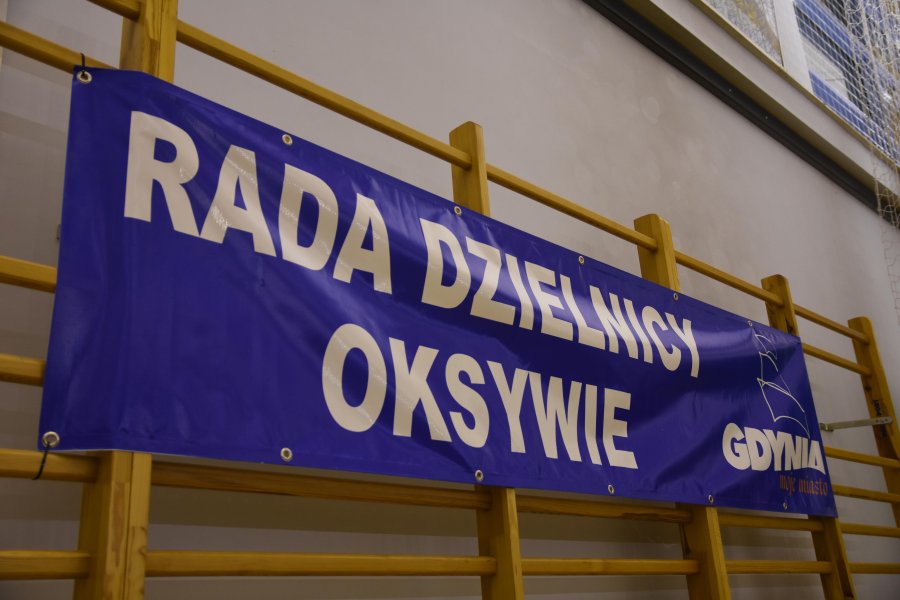 RADA DZIELNICY
OKSYWIE
GDYNIA
moje miasto